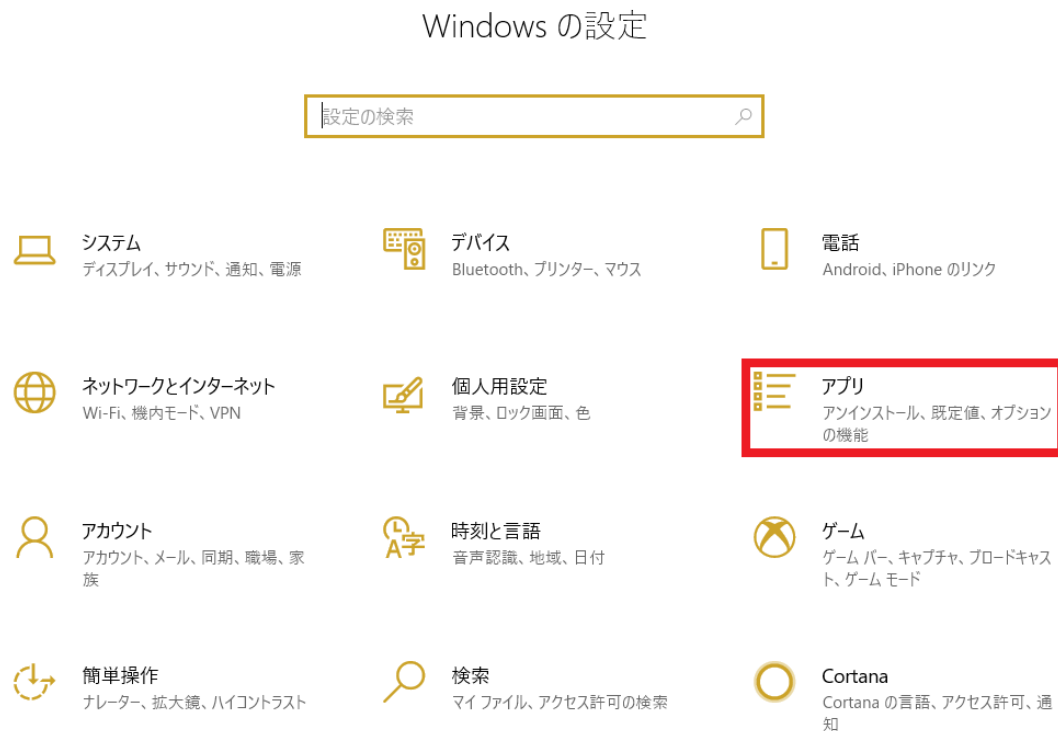 Windows の設定
設定の検索
システム
ディスプレイ、サウンド、通知、電源
デバイス
Bluetooth、プリンター、マウス
電話
Android、iPhone のリンク
ネットワークとインターネット
Wi-Fi、機内モード、VPN
個人用設定
背景、ロック画面、色
アプリ
アンインストール、既定値、オプション
の機能
アカウント
アカウント、メール、同期、職場、家
族
時刻と言語
音声認識、地域、日付
ゲーム
ゲーム バー、キャプチャ、ブロードキャス
ト、ゲーム モード
簡単操作
ナレーター、拡大鏡、ハイコントラスト
検索
マイ ファイル、アクセス許可の検索
Cortana
Cortana の言語、アクセス許可、通
知